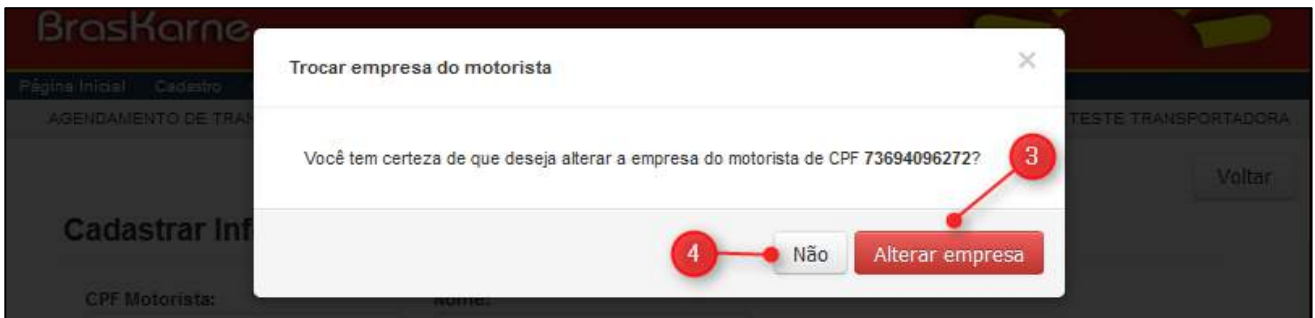 BrasKarne
Trocar empresa do motorista ×
Página Inicial Cadastro
AGENDAMENTO DE TRAN TESTE TRANSPORTADORA
Você tem certeza de que deseja alterar a empresa do motorista de CPF 73694096272? 3
Voltar
Cadastrar Inf
4 Não Alterar empresa
CPF Motorista: Nome: